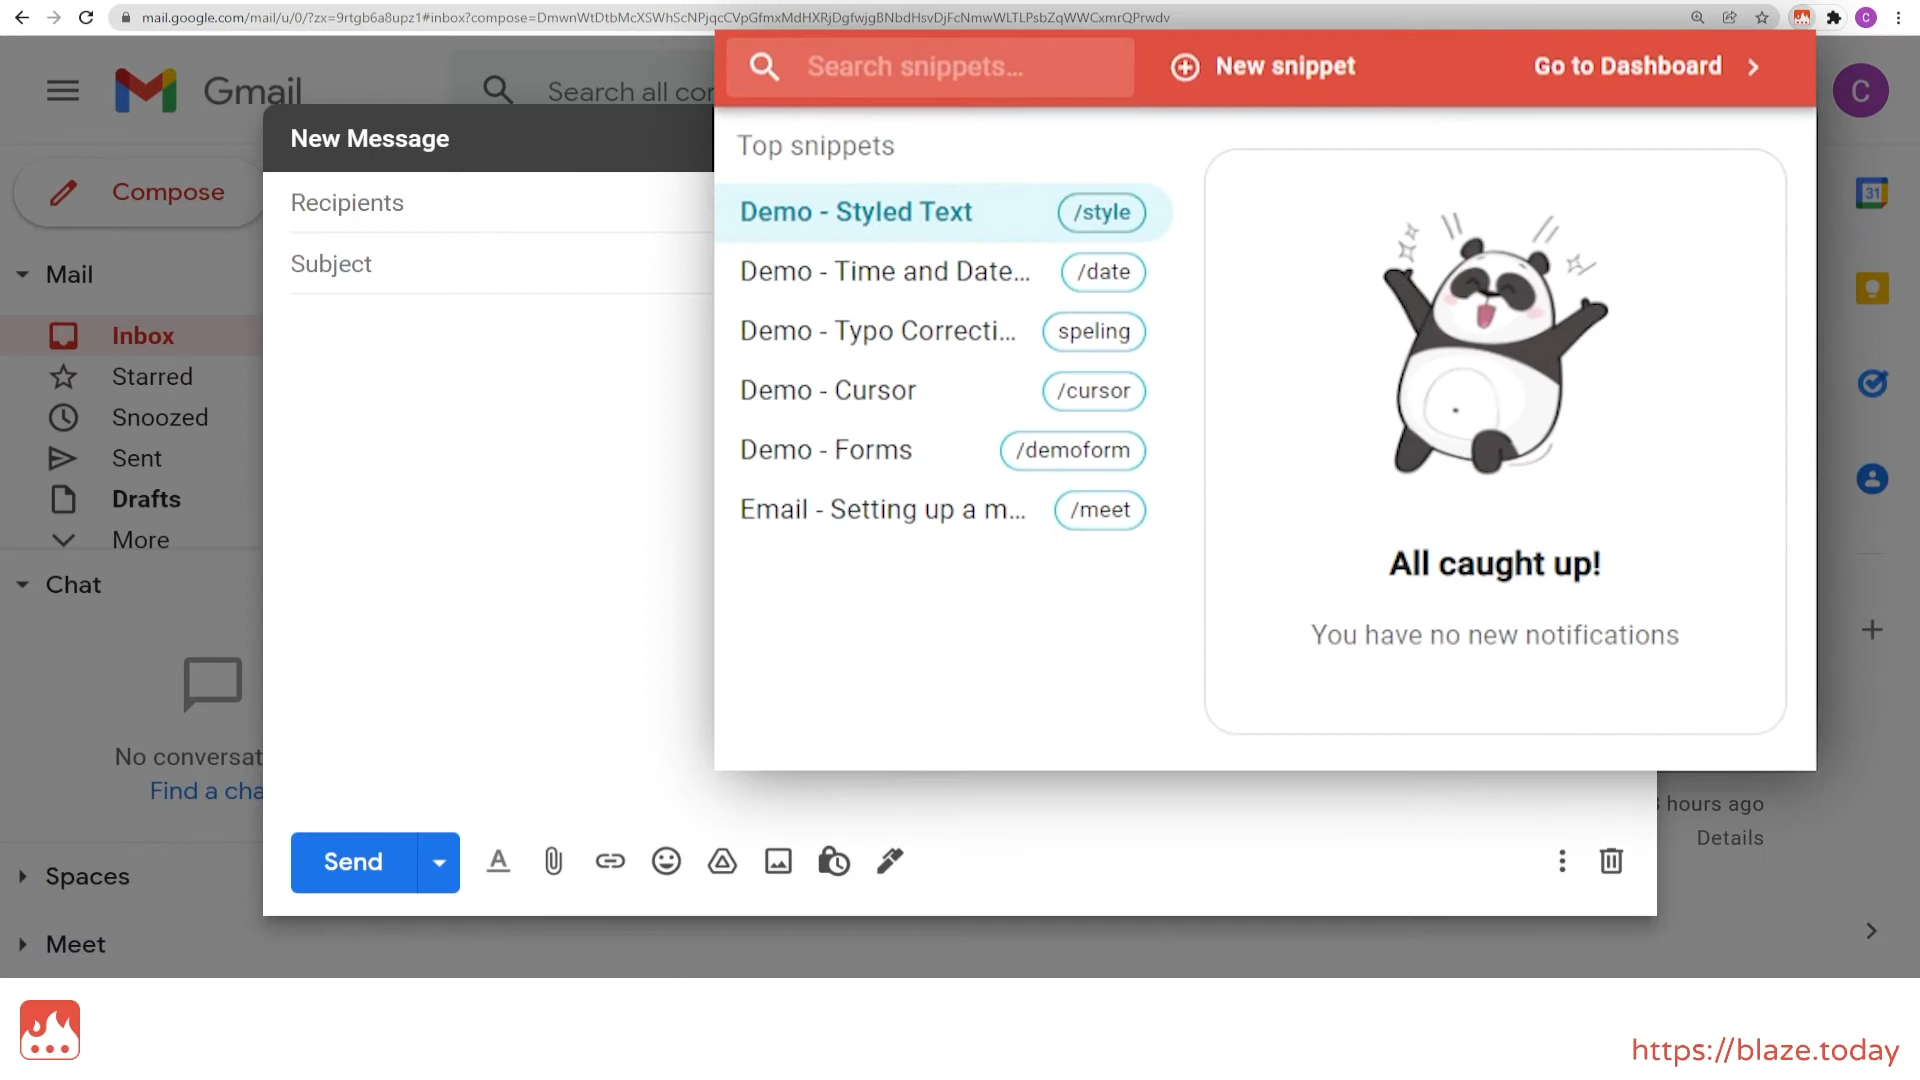 mail.google.com/mail/u/0/?zx=9rtgb6a8upz1#inbox?compose=DmwnWtDtbMcXSWhScNPjqcCVpGfmxMdHXRjDgfwjgBNbdHsvDjFcNmwWLTLPsbZqWWCxmrQPrwdv
C
Search snippets...
New snippet
Go to Dashboard
Gmail
Search all cor
C
New Message
Top snippets
Compose
Recipients
Demo - Styled Text /style
31
Subject
Mail
Demo - Time and Date... /date
Inbox
Demo - Typo Correcti... speling
Starred
Demo - Cursor /cursor
Snoozed
Demo - Forms /demoform
Sent
Drafts
Email - Setting up a m... /meet
More
All caught up!
Chat
You have no new notifications
No conversat
Find a cha
hours ago
Details
Send
Spaces
Meet
https://blaze.today